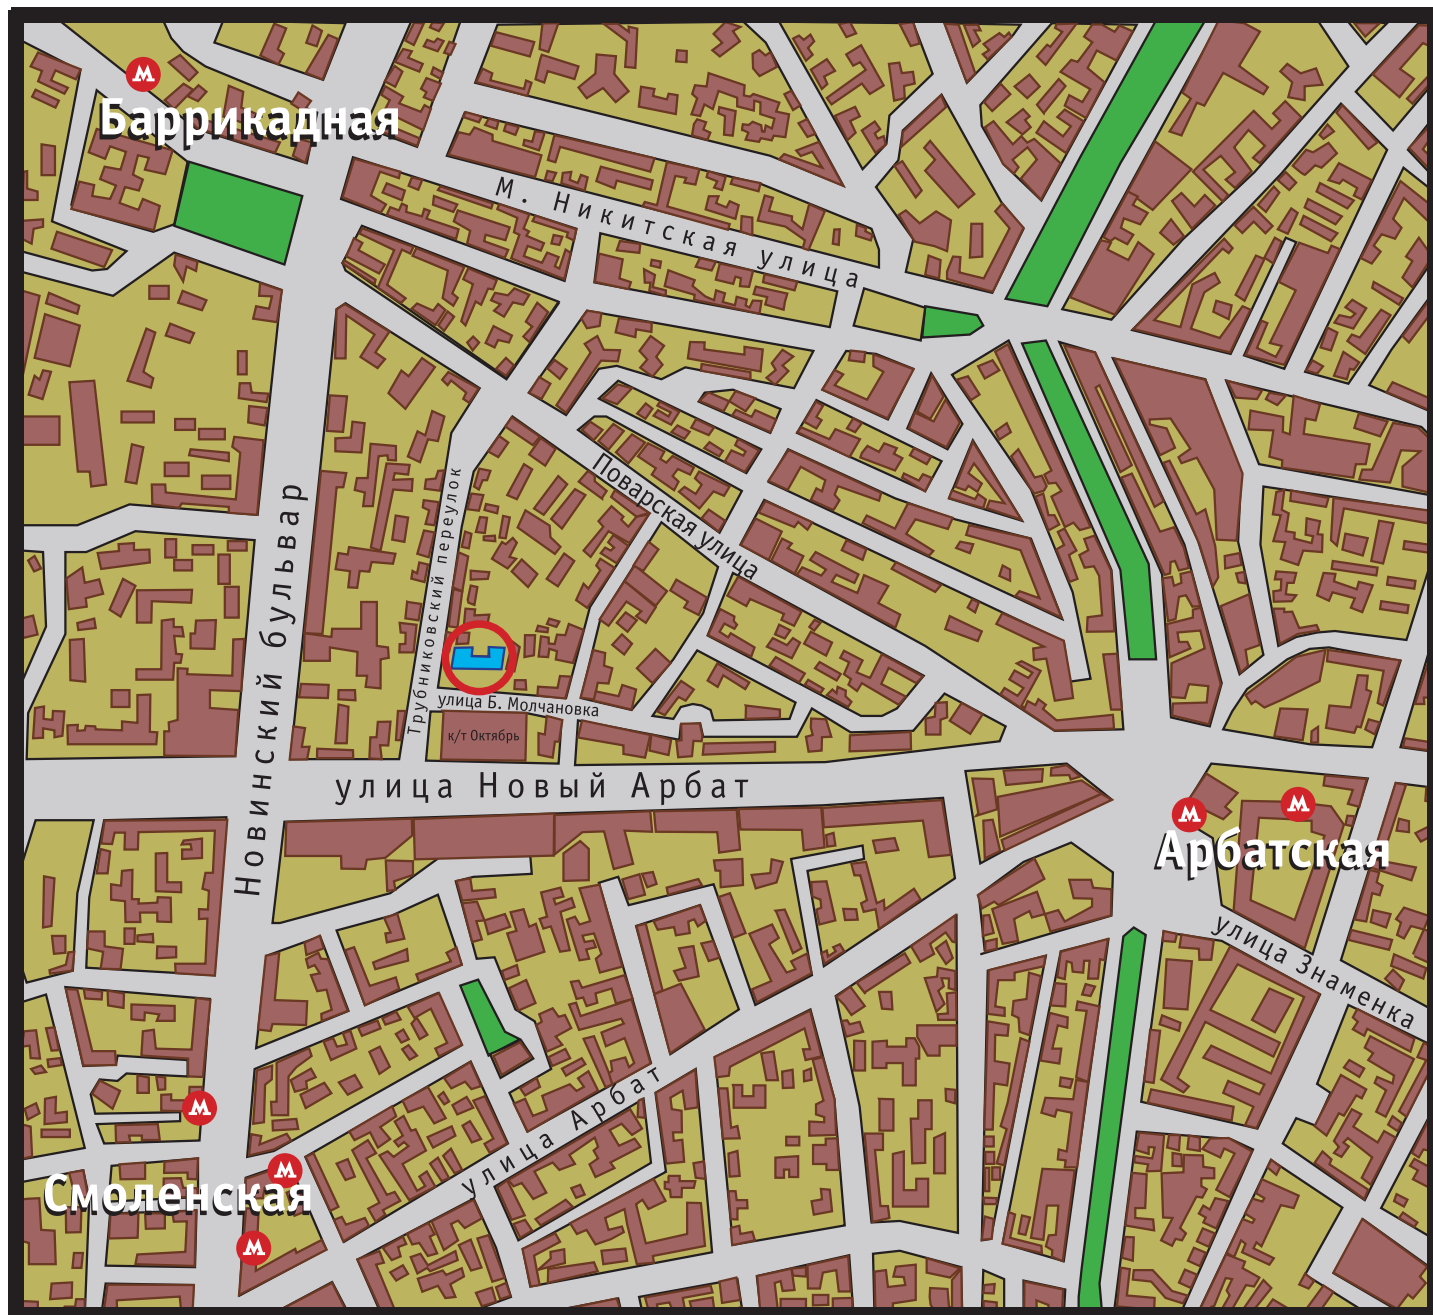 М
Баррикадная
М. Никитская улица
Поварская улица
Трубниковский переулок
Новинский бульвар
улица Б. Молчановка
к/т Октябрь
улица Новый Арбат
М
М
Арбатская
улица Знаменка
улица Арбат
М
М
Смоленская
М